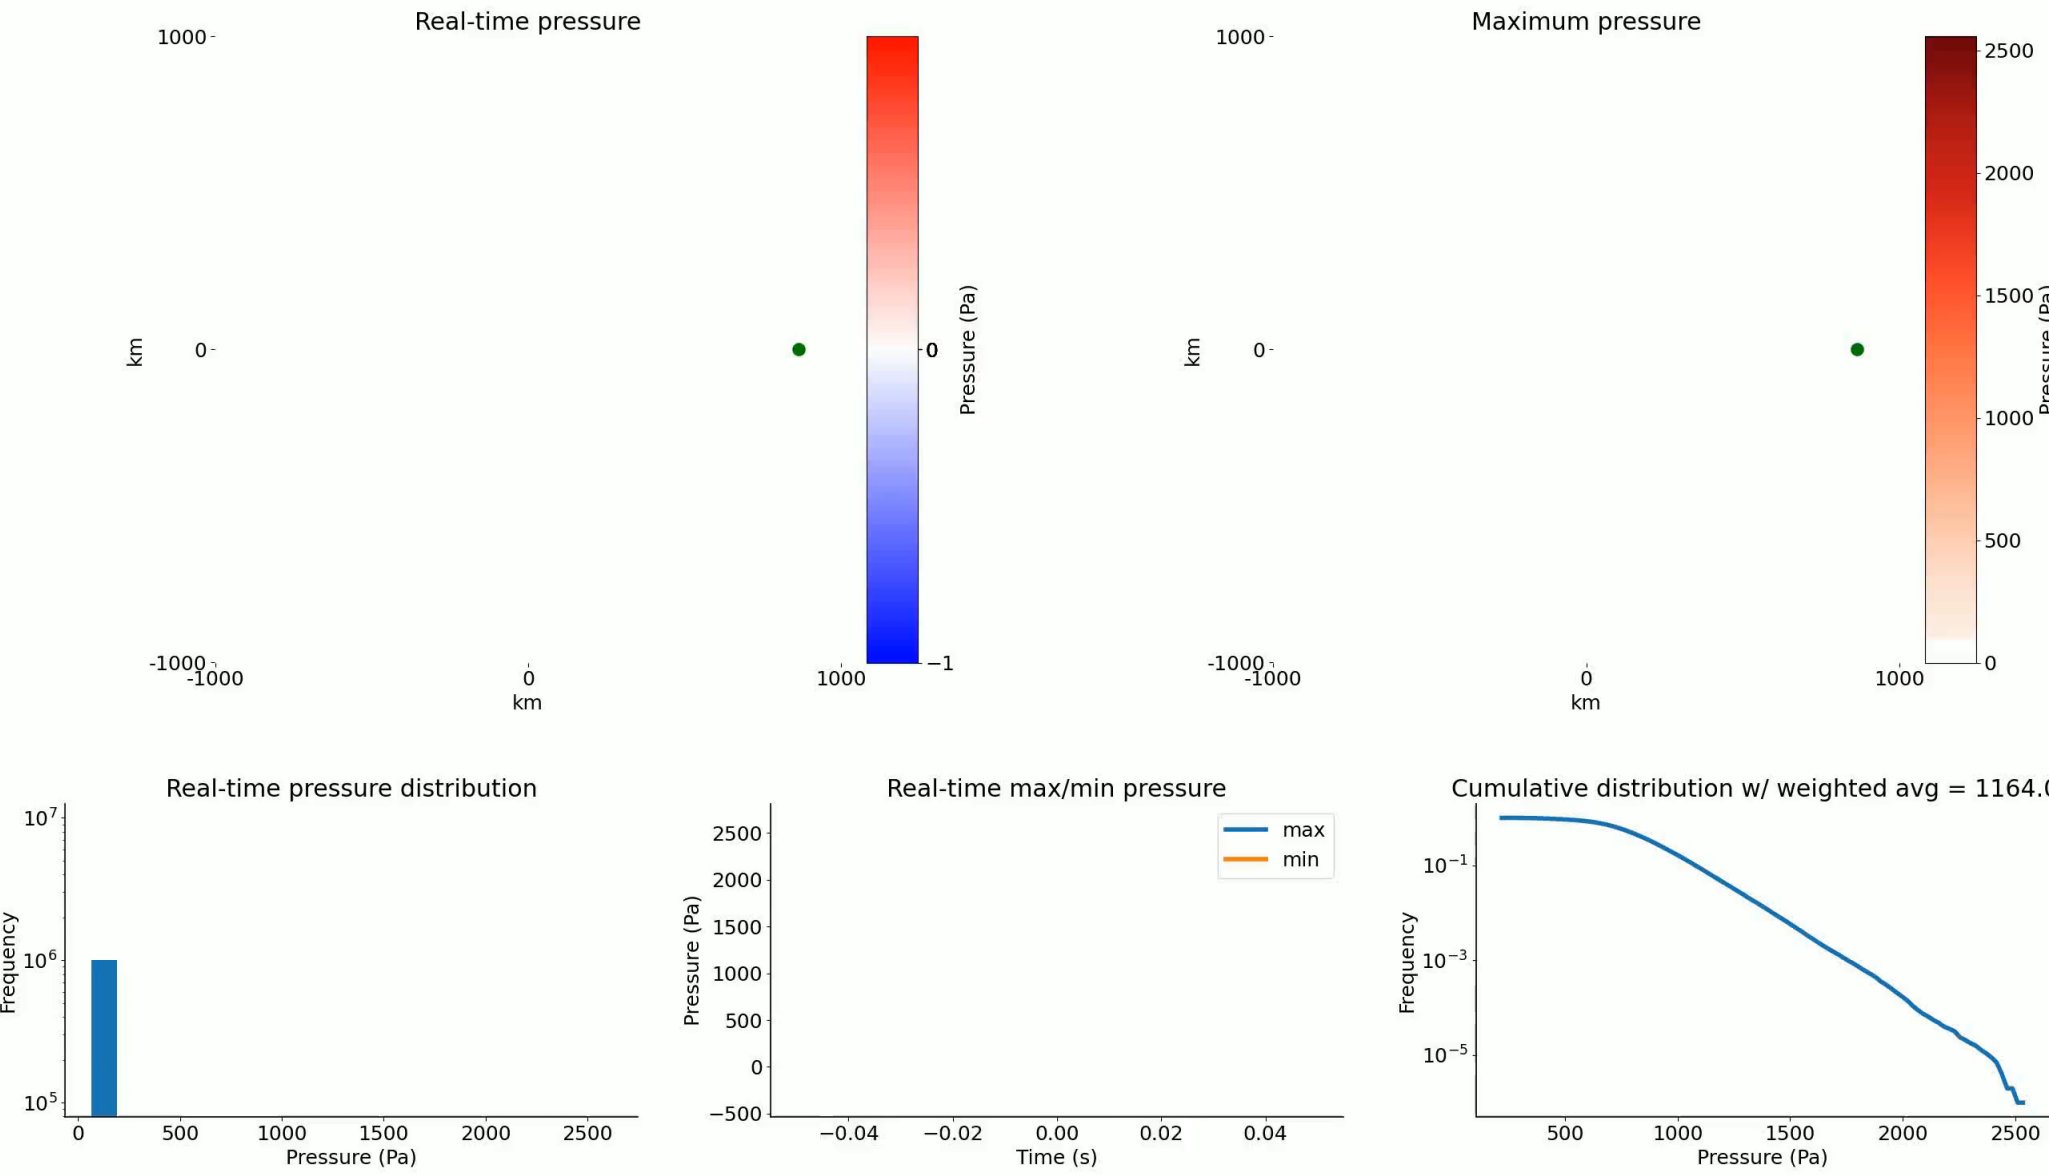 Real-time pressure
Maximum pressure
1000
0
-1000
km
-1000
0
1000
km
0
−1
Pressure (Pa)
1000
0
-1000
km
-1000
0
1000
km
2500
2000
1500
1000
500
0
Pressure (Pa)
Real-time pressure distribution
10^7
10^6
10^5
Frequency
0
500
1000
1500
2000
2500
Pressure (Pa)
Real-time max/min pressure
max
min
2500
2000
1500
1000
500
0
−500
Pressure (Pa)
−0.04
−0.02
0.00
0.02
0.04
Time (s)
Cumulative distribution w/ weighted avg = 1164.0
10^−1
10^−3
10^−5
Frequency
500
1000
1500
2000
2500
Pressure (Pa)